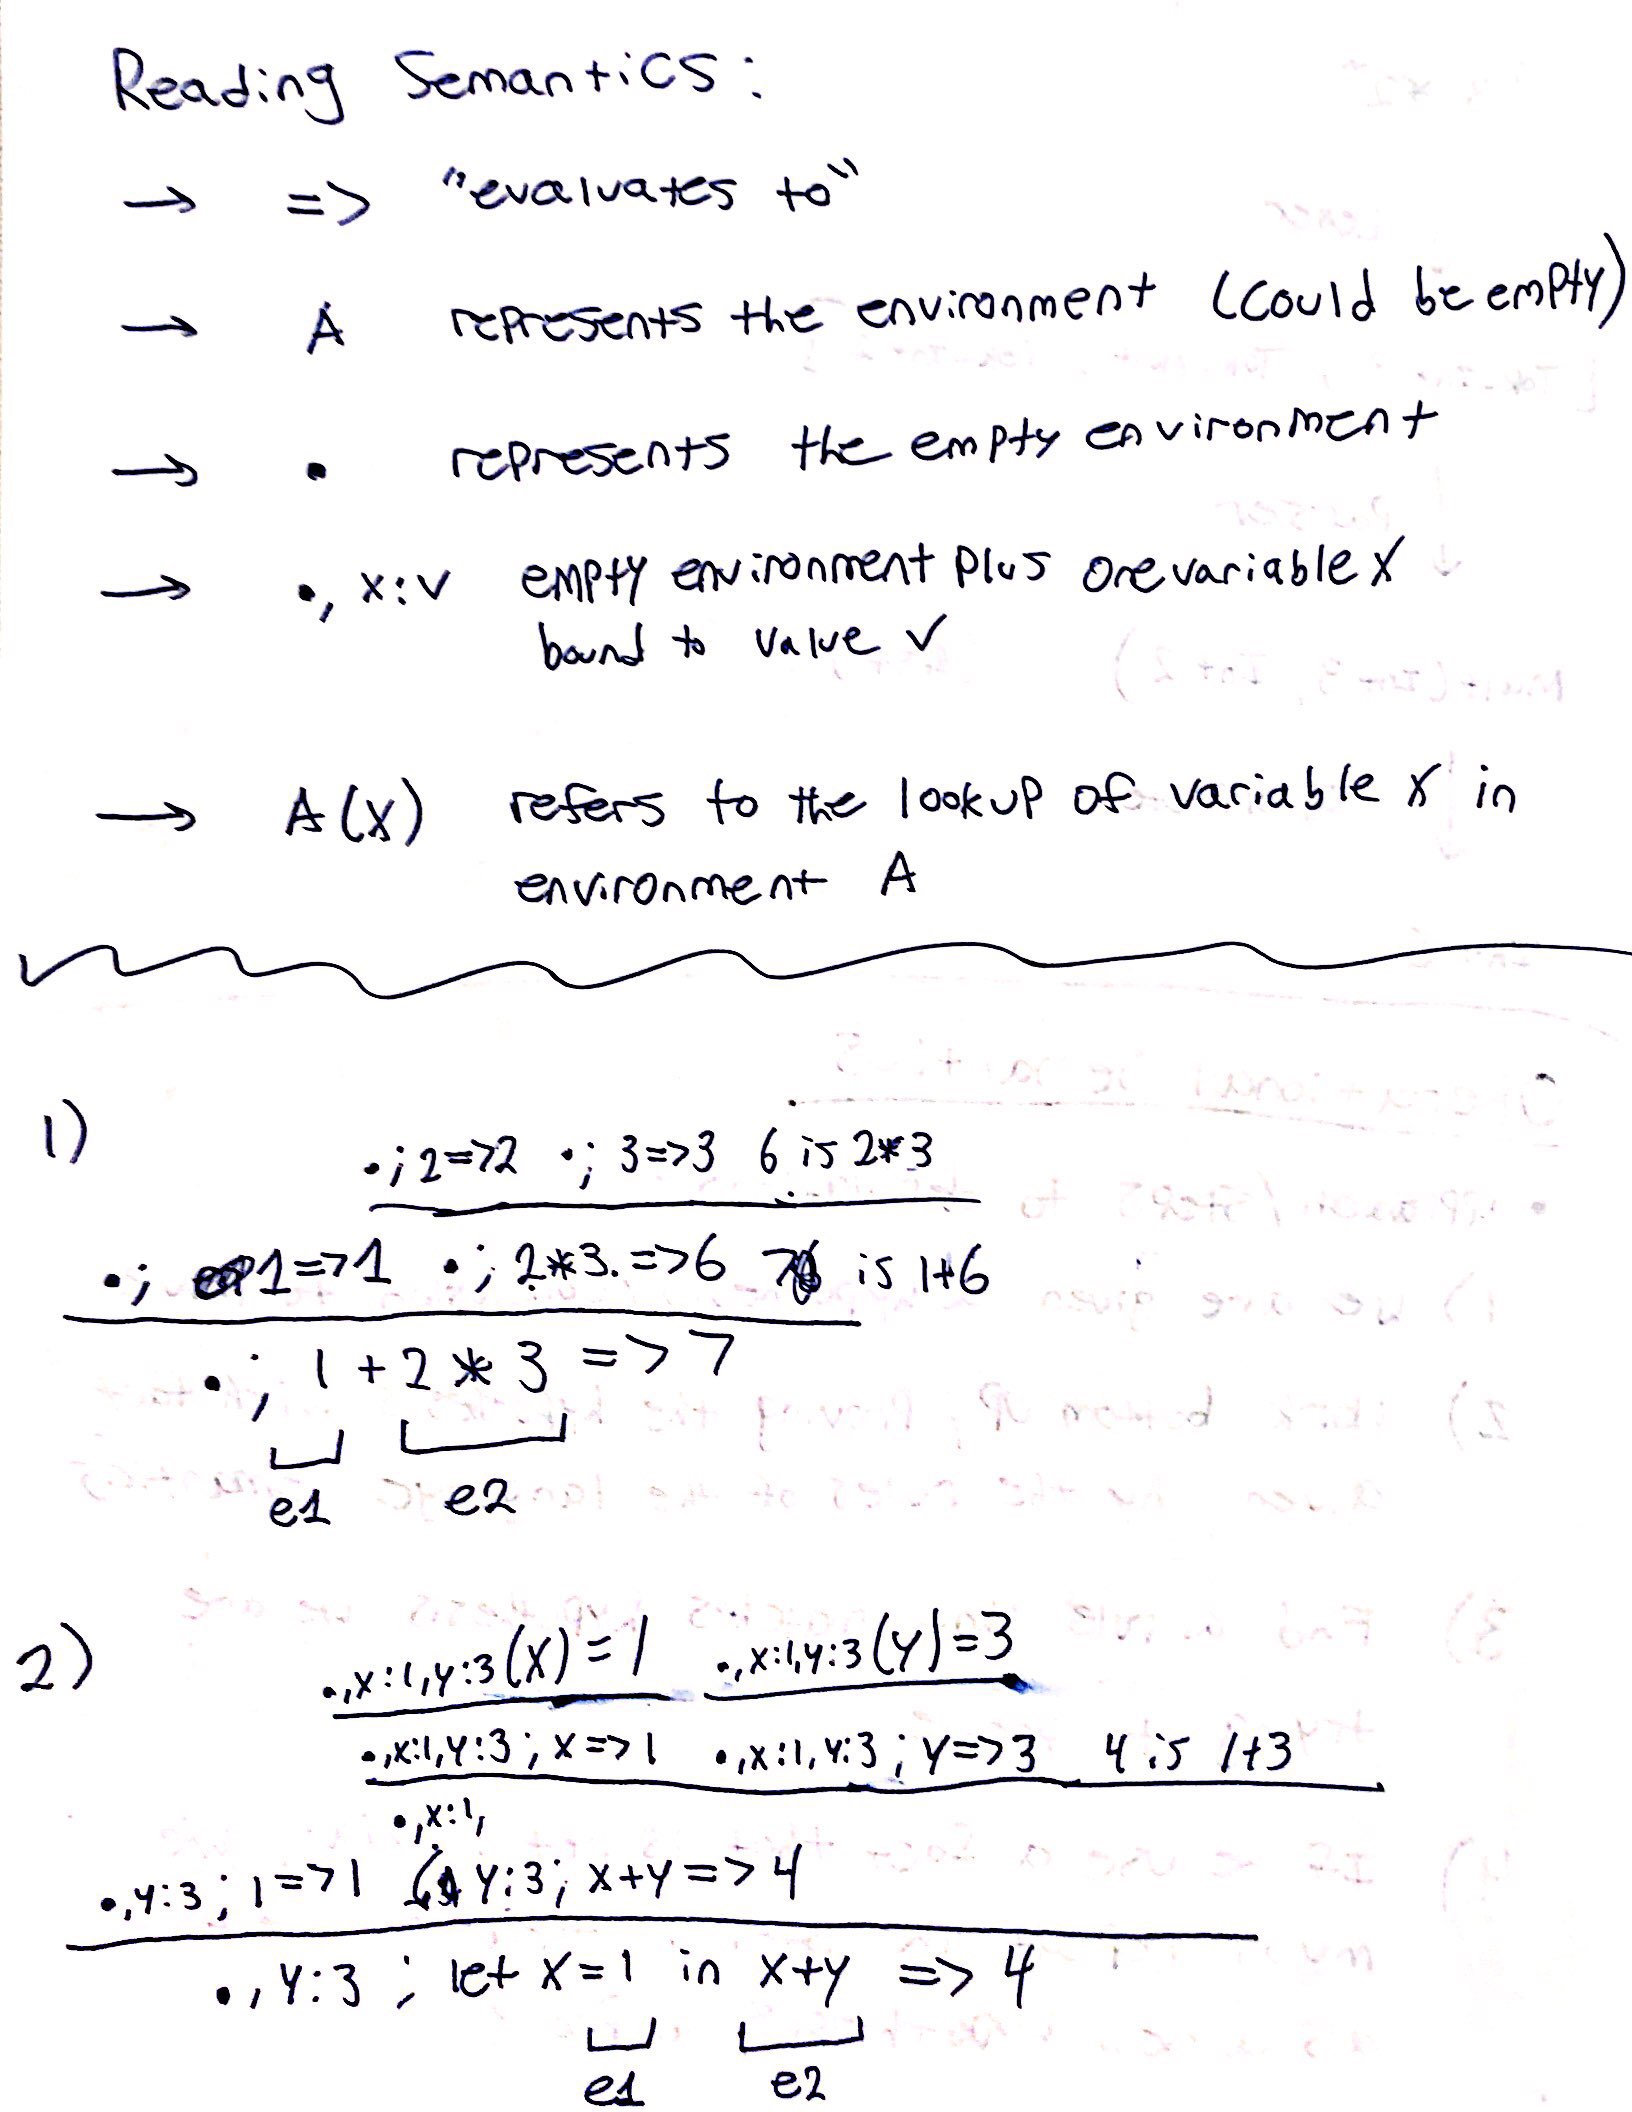 Reading Semantics:
→ => "evaluates to"
→ A represents the environment (could be empty)
→ • represents the empty environment
→ •, x:v empty environment plus one variable x
bound to value v
→ A(x) refers to the lookup of variable x in
environment A
1)
•; 2=>2 •; 3=>3 6 is 2*3
•; 1=>1 •; 2*3 =>6 7 is 1+6
•; 1 + 2 * 3 => 7
e1 e2
2)
•,x:1,y:3(x)=1 •,x:1,y:3(y)=3
•,x:1,y:3; x=>1 •,x:1,y:3; y=>3 4 is 1+3
•,x:1,
•,y:3; 1=>1 y:3; x+y=>4
•,y:3; let x=1 in x+y => 4
e1 e2